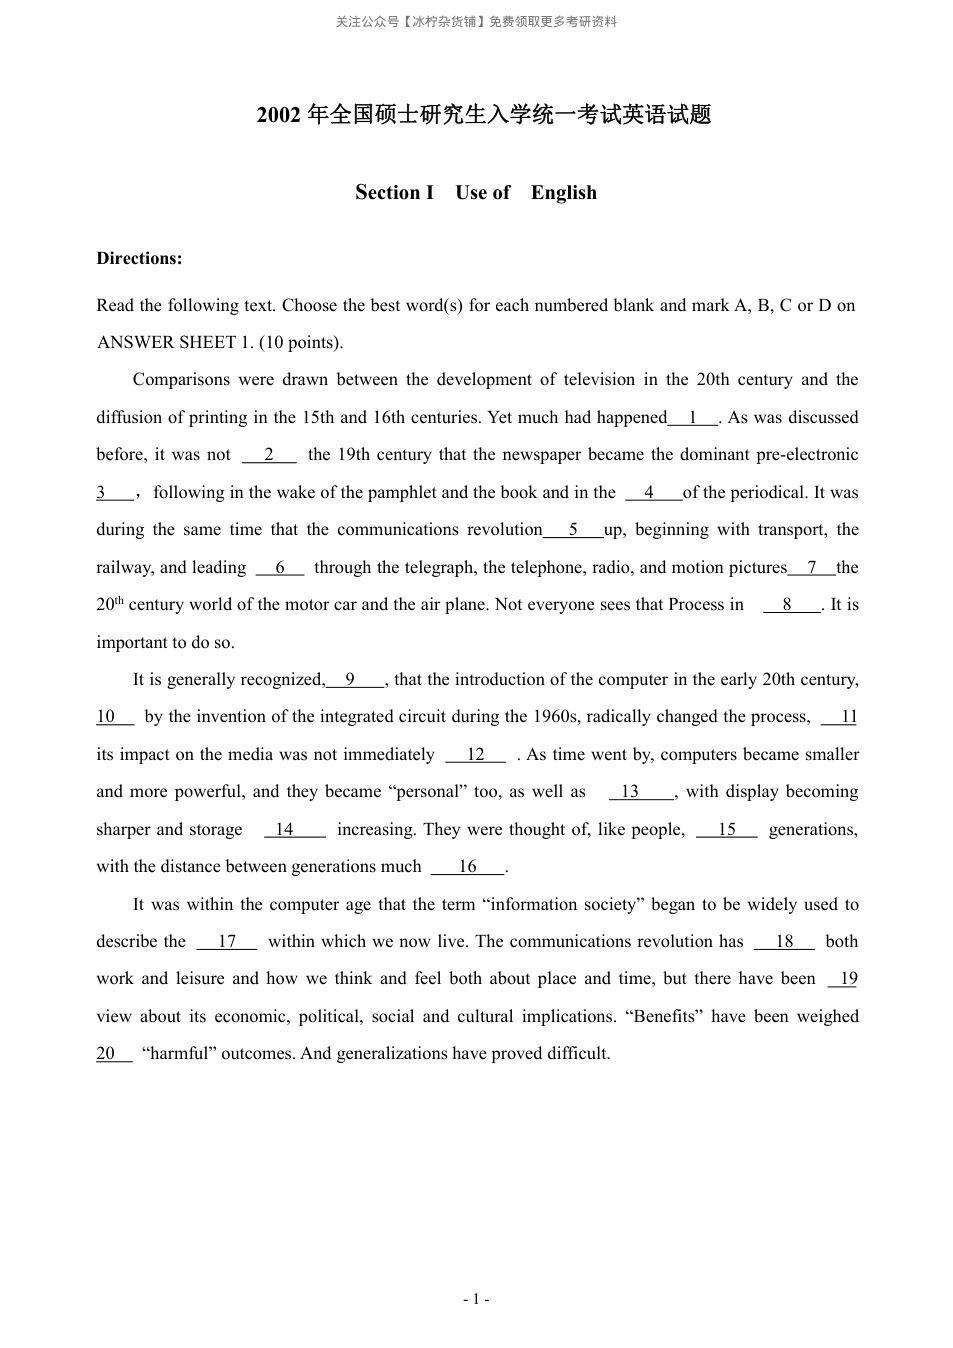 关注公众号【冰柠杂货铺】免费领取更多考研资料
2002 年全国硕士研究生入学统一考试英语试题
Section I Use of English
Directions:
Read the following text. Choose the best word(s) for each numbered blank and mark A, B, C or D on
ANSWER SHEET 1. (10 points).
Comparisons were drawn between the development of television in the 20th century and the
diffusion of printing in the 15th and 16th centuries. Yet much had happened 1 . As was discussed
before, it was not 2 the 19th century that the newspaper became the dominant pre-electronic
3 ，following in the wake of the pamphlet and the book and in the 4 of the periodical. It was
during the same time that the communications revolution 5 up, beginning with transport, the
railway, and leading 6 through the telegraph, the telephone, radio, and motion pictures 7 the
20th century world of the motor car and the air plane. Not everyone sees that Process in 8 . It is
important to do so.
It is generally recognized, 9 , that the introduction of the computer in the early 20th century,
10 by the invention of the integrated circuit during the 1960s, radically changed the process, 11
its impact on the media was not immediately 12 . As time went by, computers became smaller
and more powerful, and they became “personal” too, as well as 13 , with display becoming
sharper and storage 14 increasing. They were thought of, like people, 15 generations,
with the distance between generations much 16 .
It was within the computer age that the term “information society” began to be widely used to
describe the 17 within which we now live. The communications revolution has 18 both
work and leisure and how we think and feel both about place and time, but there have been 19
view about its economic, political, social and cultural implications. “Benefits” have been weighed
20 “harmful” outcomes. And generalizations have proved difficult.
- 1 -